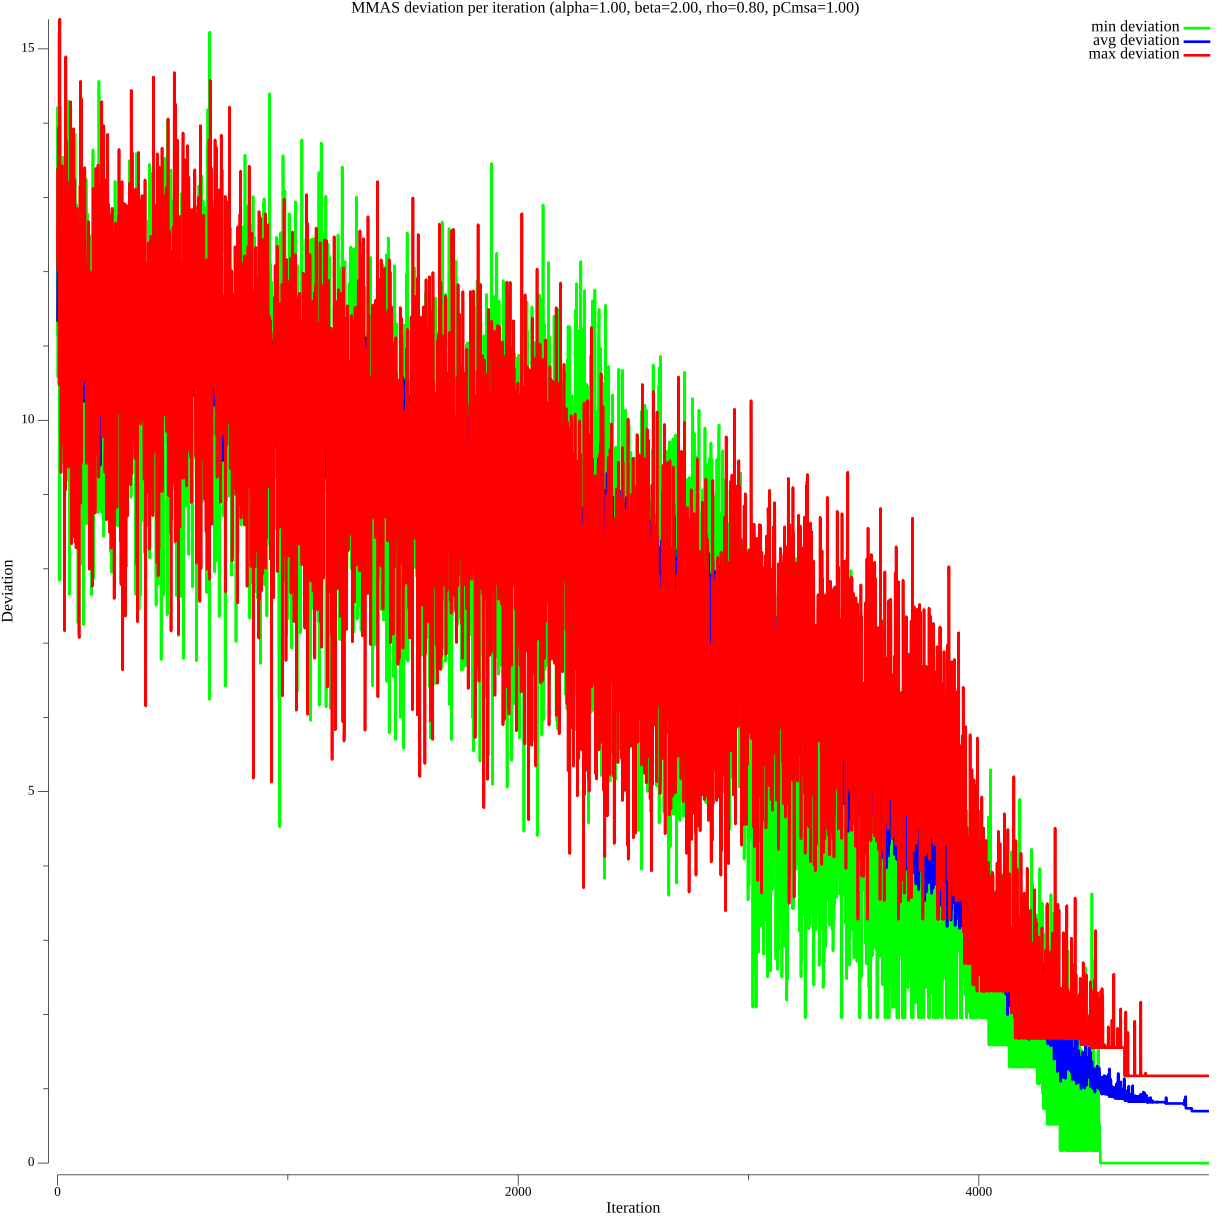 MMAS deviation per iteration (alpha=1.00, beta=2.00, rho=0.80, pCmsa=1.00)
min deviation
avg deviation
max deviation
15
10
5
0
Deviation
0
2000
4000
Iteration